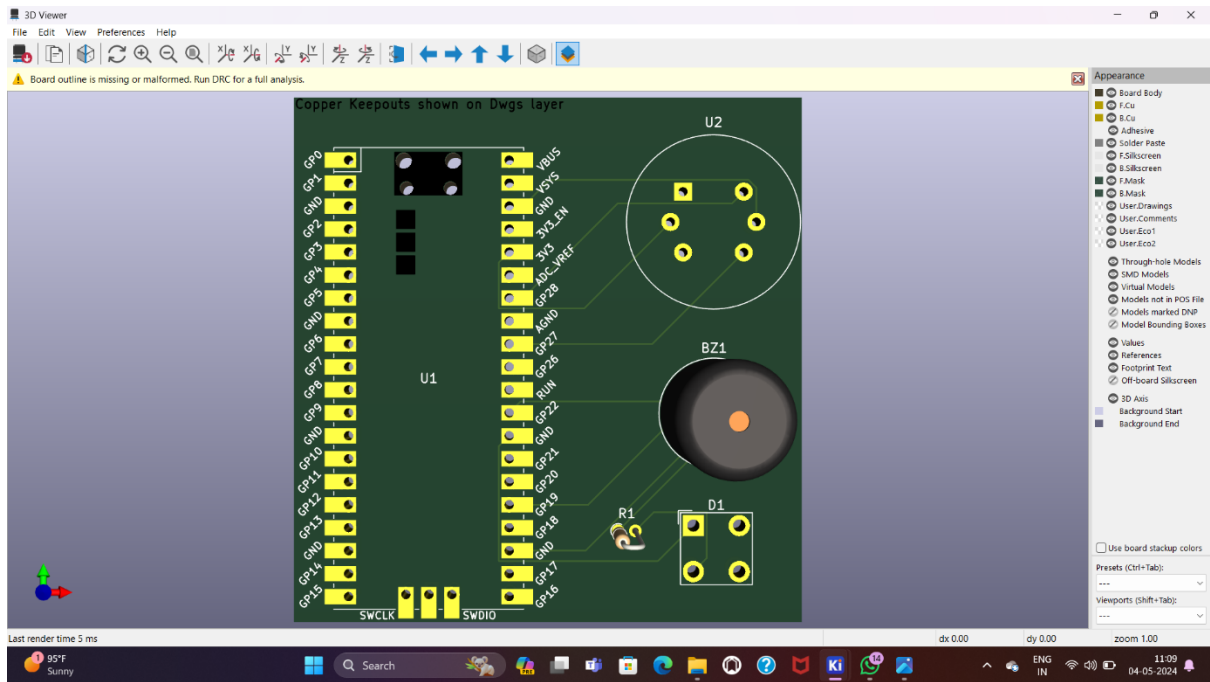 3D Viewer
File Edit View Preferences Help
Board outline is missing or malformed. Run DRC for a full analysis.
Copper Keepouts shown on Dwgs layer
U2
GP0 VBUS
GP1 VSYS
GND GND
GP2 3V3_EN
GP3 3V3
GP4 ADC_VREF
GP5 GP28
GND AGND
GP6 GP27
GP7 GP26
GP8 RUN
GP9 GP22
GND GND
GP10 GP21
GP11 GP20
GP12 GP19
GP13 GP18
GND GND
GP14 GP17
GP15 GP16
U1
BZ1
R1
D1
SWCLK SWDIO
Appearance
Board Body
F.Cu
B.Cu
Adhesive
Solder Paste
F.Silkscreen
B.Silkscreen
F.Mask
B.Mask
User.Drawings
User.Comments
User.Eco1
User.Eco2
Through-hole Models
SMD Models
Virtual Models
Models not in POS File
Models marked DNP
Model Bounding Boxes
Values
References
Footprint Text
Off-board Silkscreen
3D Axis
Background Start
Background End
Use board stackup colors
Presets (Ctrl+Tab):
---
Viewports (Shift+Tab):
---
Last render time 5 ms
dx 0.00 dy 0.00 zoom 1.00
1 95°F
Sunny
Search
PRE
Ki
14
ENG
IN
11:09
04-05-2024